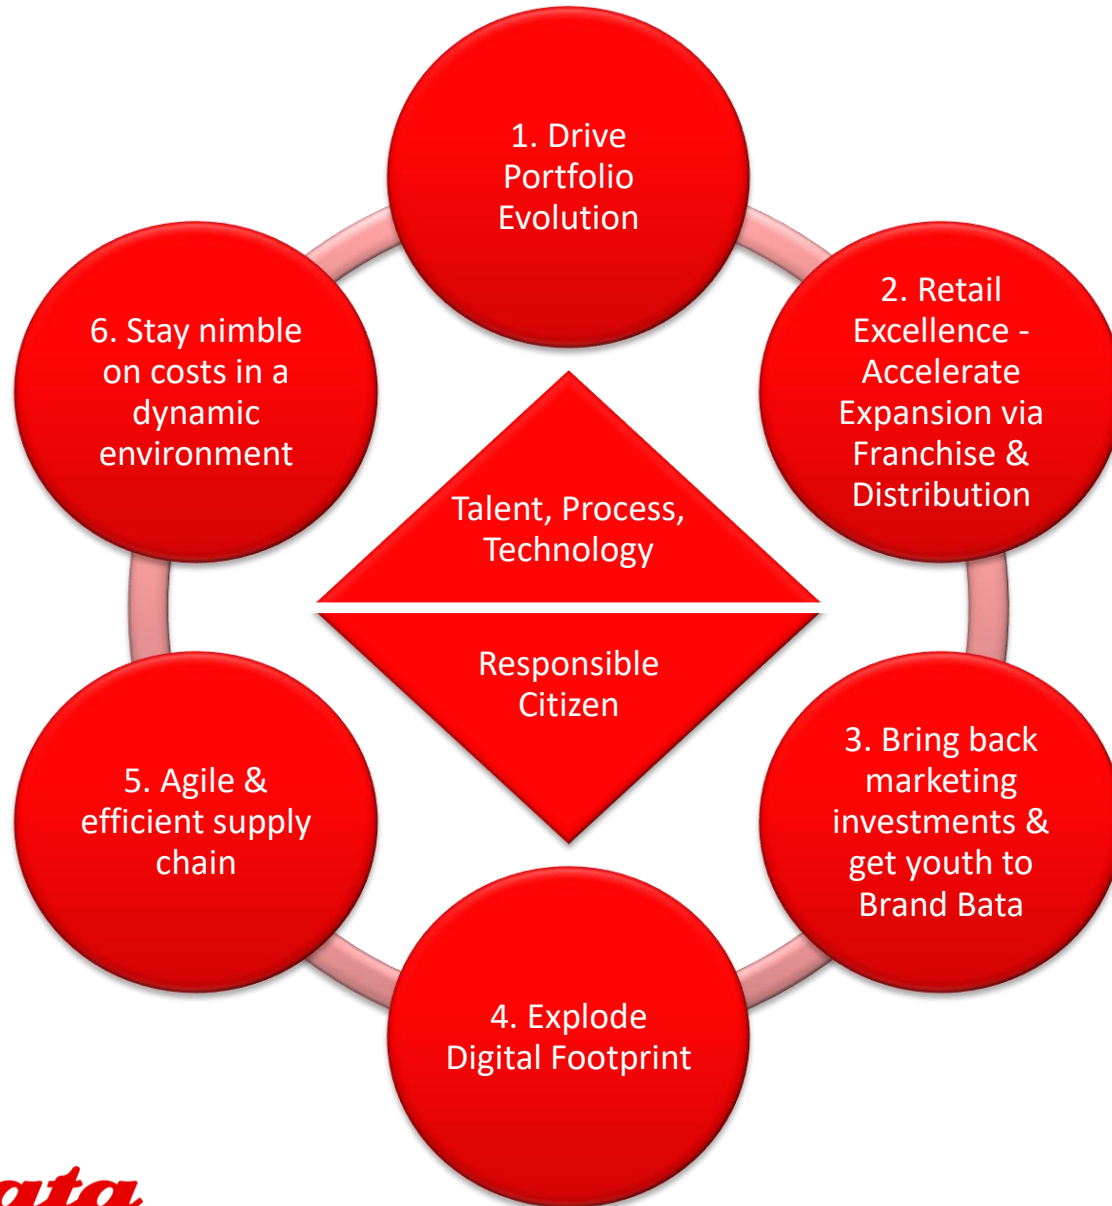 1. Drive
Portfolio
Evolution
2. Retail
Excellence -
Accelerate
Expansion via
Franchise &
Distribution
3. Bring back
marketing
investments &
get youth to
Brand Bata
4. Explode
Digital Footprint
5. Agile &
efficient supply
chain
6. Stay nimble
on costs in a
dynamic
environment
Talent, Process,
Technology
Responsible
Citizen